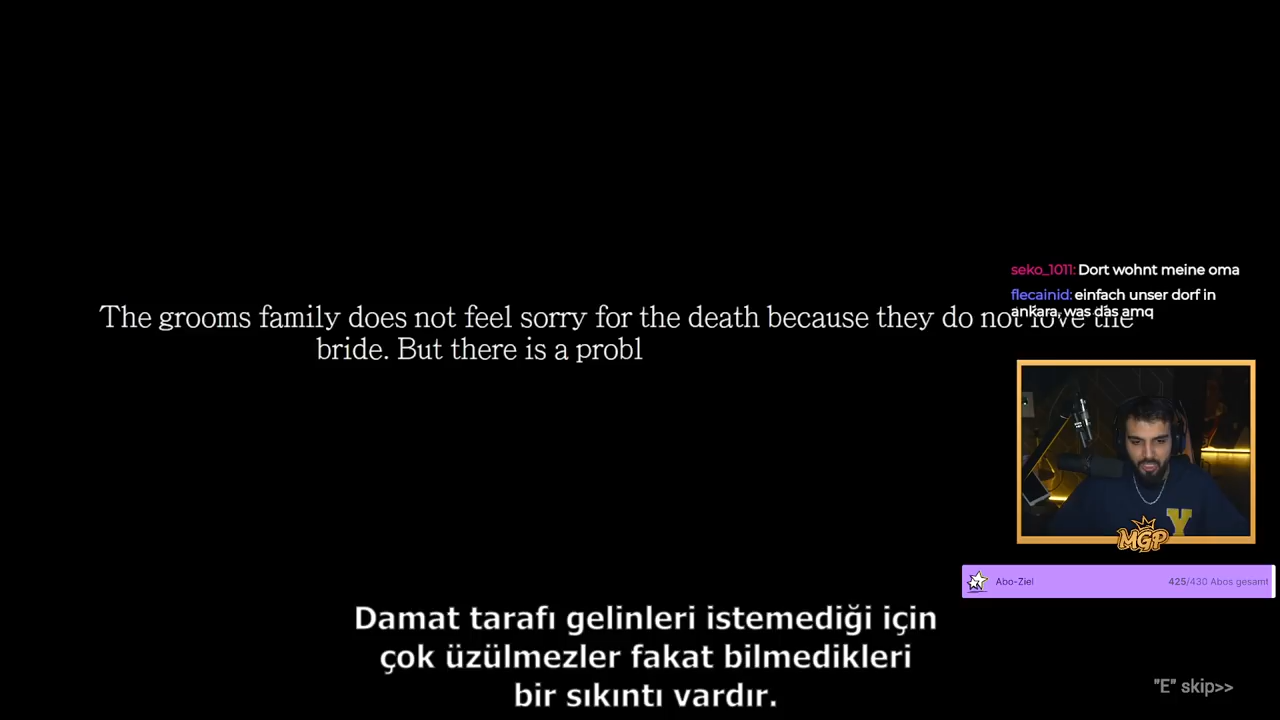 The grooms family does not feel sorry for the death because they do not love the
bride. But there is a probl
seko_1011: Dort wohnt meine oma
flecainid: einfach unser dorf in
ankara, was das amq
Y
MGP
Abo-Ziel 425/430 Abos gesamt
Damat tarafı gelinleri istemediği için
çok üzülmezler fakat bilmedikleri
bir sıkıntı vardır.
"E" skip>>